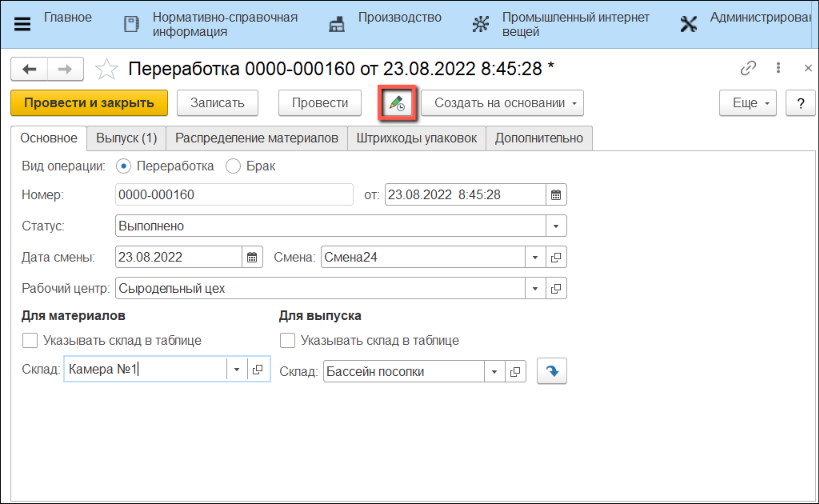 Главное
Нормативно-справочная
информация
Производство
Промышленный интернет
вещей
Администрирован
Переработка 0000-000160 от 23.08.2022 8:45:28 *
Провести и закрыть
Записать
Провести
Создать на основании
Еще
?
Основное
Выпуск (1)
Распределение материалов
Штрихкоды упаковок
Дополнительно
Вид операции: Переработка Брак
Номер: 0000-000160 от: 23.08.2022 8:45:28
Статус: Выполнено
Дата смены: 23.08.2022 Смена: Смена24
Рабочий центр: Сыродельный цех
Для материалов Для выпуска
Указывать склад в таблице Указывать склад в таблице
Склад: Камера №1 Склад: Бассейн посолки